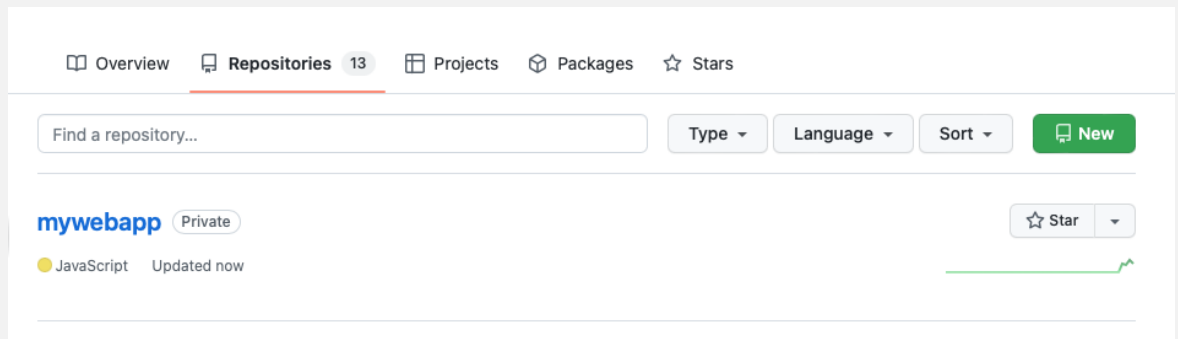 Overview Repositories 13 Projects Packages Stars
Find a repository... Type Language Sort New
mywebapp Private Star
JavaScript Updated now